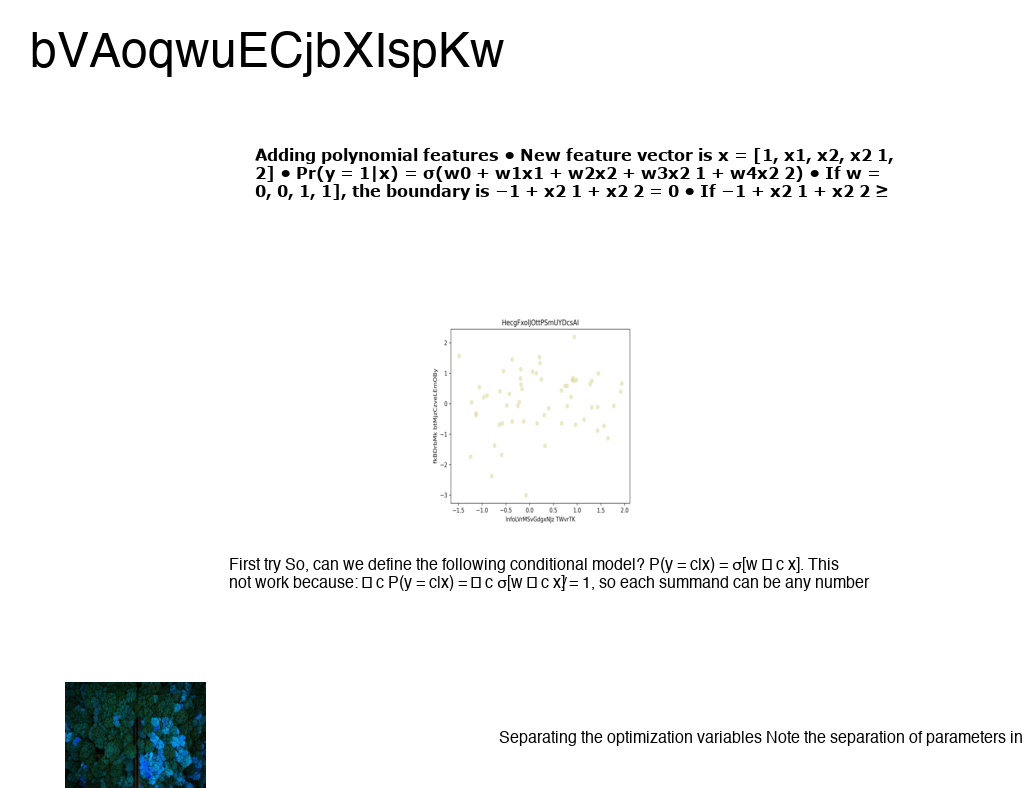 bVAoqwuECjbXIspKw
Adding polynomial features • New feature vector is x = [1, x1, x2, x2 1,
2] • Pr(y = 1|x) = σ(w0 + w1x1 + w2x2 + w3x2 1 + w4x2 2) • If w =
0, 0, 1, 1], the boundary is −1 + x2 1 + x2 2 = 0 • If −1 + x2 1 + x2 2 ≥
2
1
0
−1
−2
−3
−1.5 −1.0 −0.5 0.0 0.5 1.0 1.5 2.0
First try So, can we define the following conditional model? P(y = c|x) = σ[w c x]. This
not work because: c P(y = c|x) = c σ[w c x] ̸= 1, so each summand can be any number
Separating the optimization variables Note the separation of parameters in